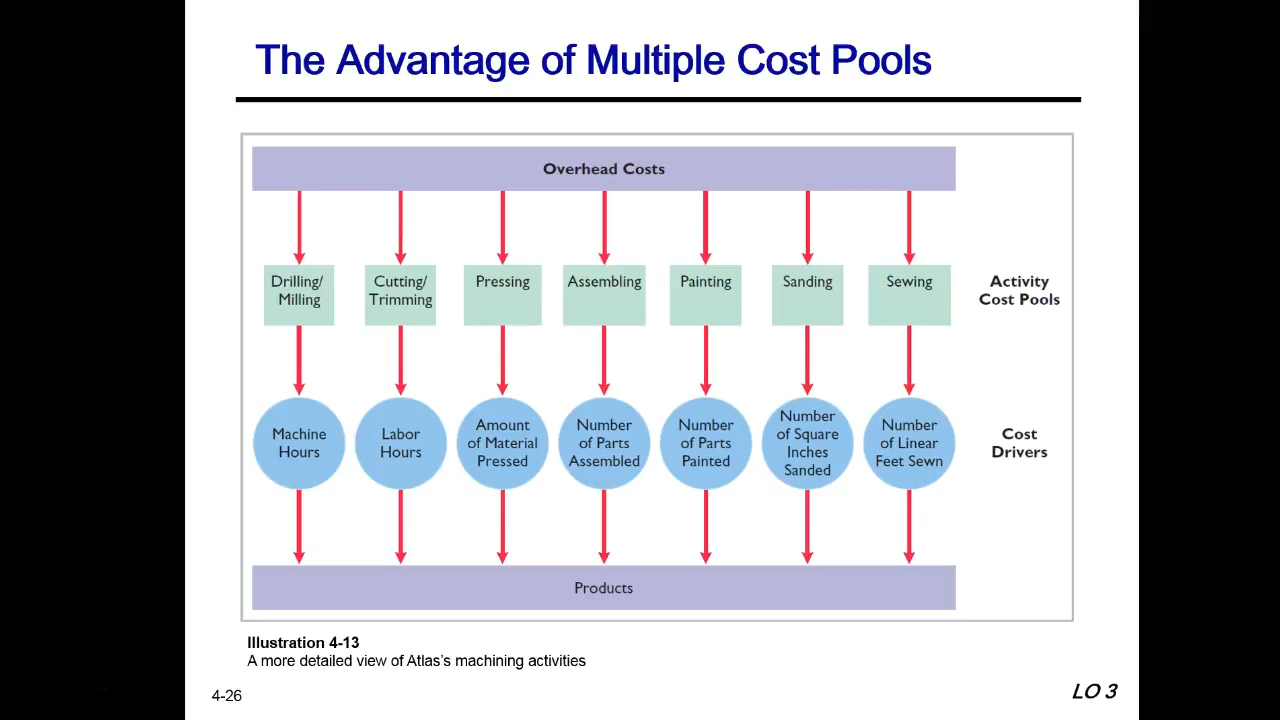 The Advantage of Multiple Cost Pools
Overhead Costs
Drilling/
Milling
Cutting/
Trimming
Pressing
Assembling
Painting
Sanding
Sewing
Activity
Cost Pools
Machine
Hours
Labor
Hours
Amount
of Material
Pressed
Number
of Parts
Assembled
Number
of Parts
Painted
Number
of Square
Inches
Sanded
Number
of Linear
Feet Sewn
Cost
Drivers
Products
Illustration 4-13
A more detailed view of Atlas’s machining activities
4-26
LO 3